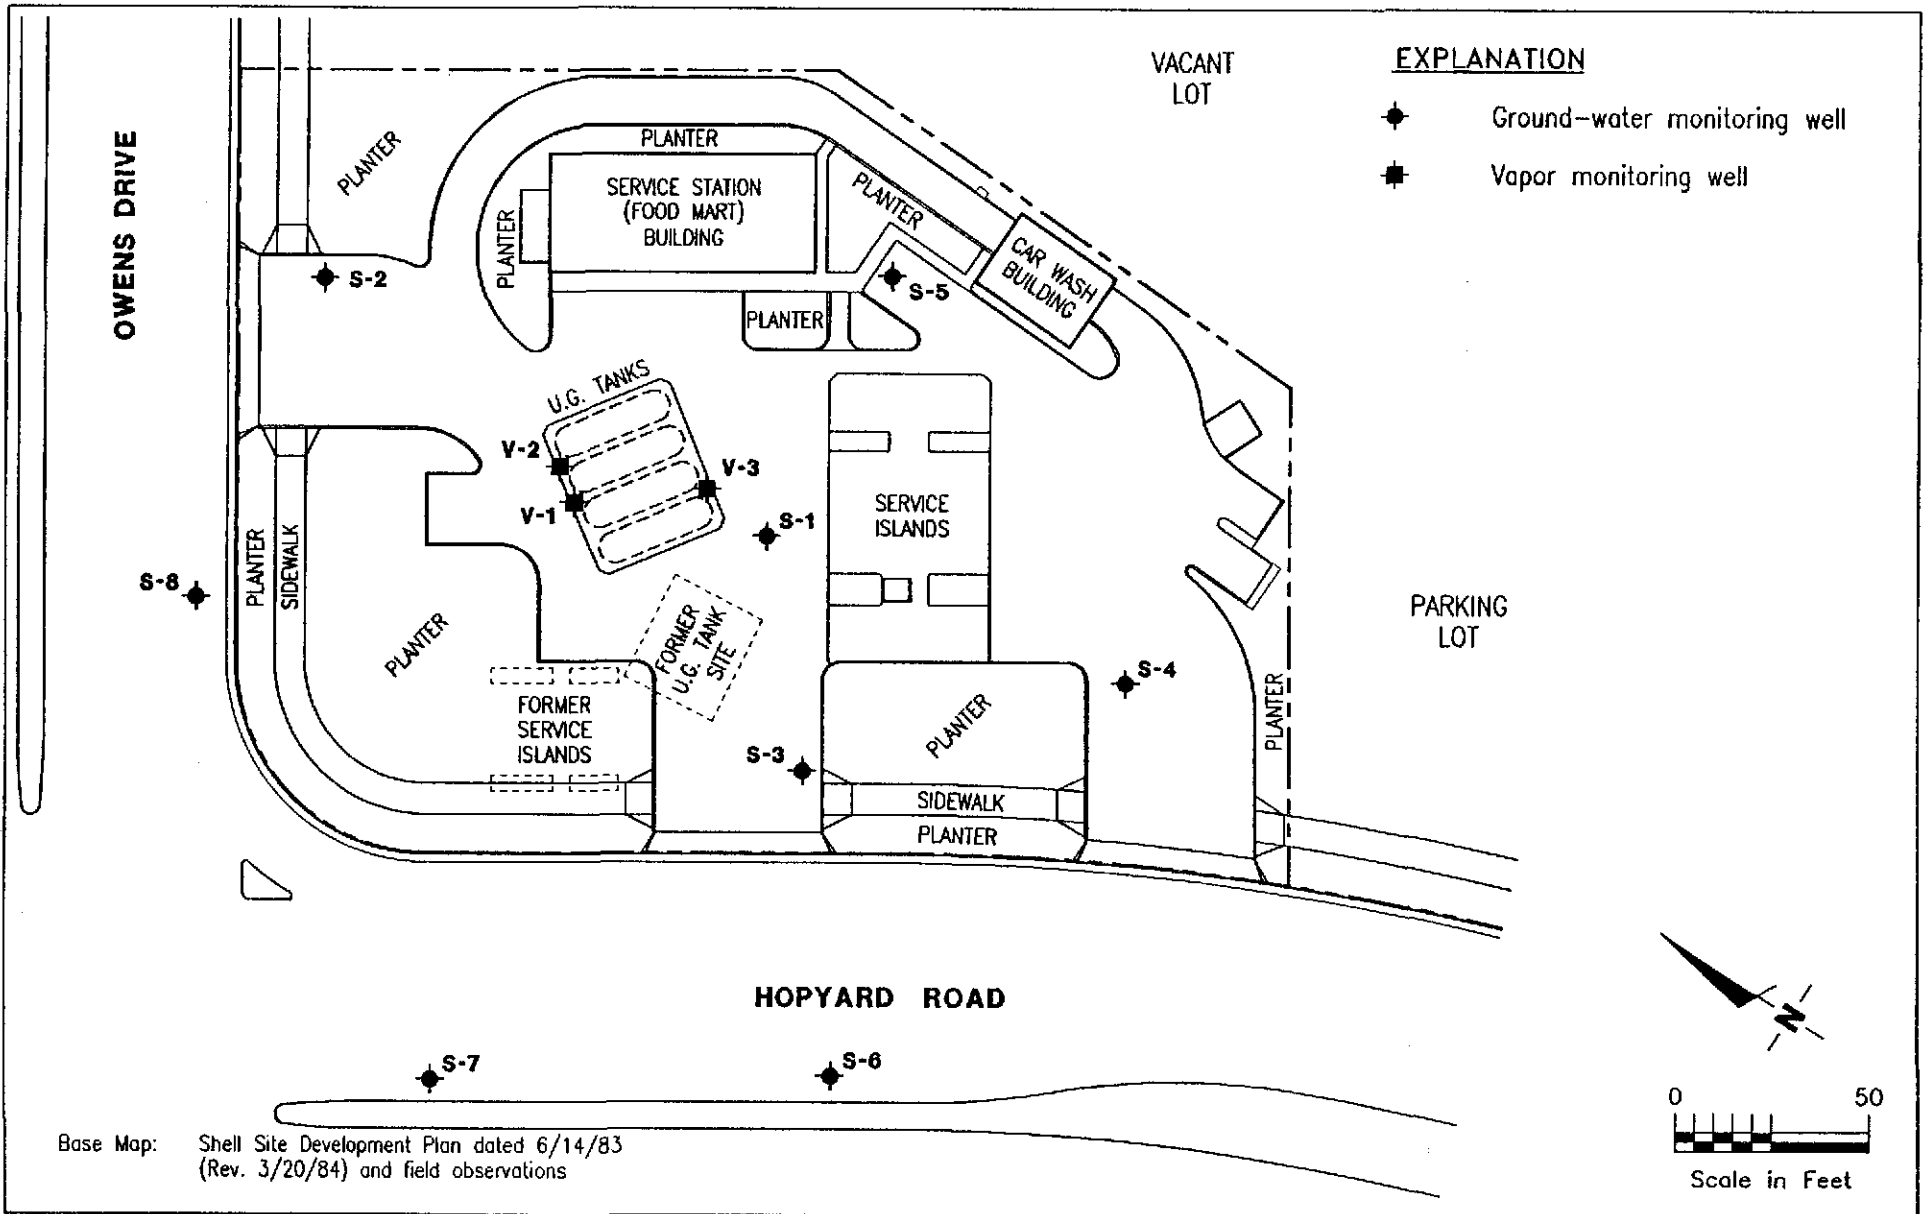 VACANT
LOT
EXPLANATION
Ground-water monitoring well
Vapor monitoring well
OWENS DRIVE
PLANTER
PLANTER
SERVICE STATION
(FOOD MART)
BUILDING
PLANTER
PLANTER
CAR WASH
BUILDING
S-2
S-5
PLANTER
U.G. TANKS
V-2
V-3
V-1
S-1
SERVICE
ISLANDS
S-8
PLANTER
SIDEWALK
PLANTER
FORMER
U.G. TANK
SITE
PARKING
LOT
S-4
FORMER
SERVICE
ISLANDS
PLANTER
PLANTER
S-3
SIDEWALK
PLANTER
HOPYARD ROAD
N
S-7
S-6
0 50
Scale in Feet
Base Map: Shell Site Development Plan dated 6/14/83
(Rev. 3/20/84) and field observations